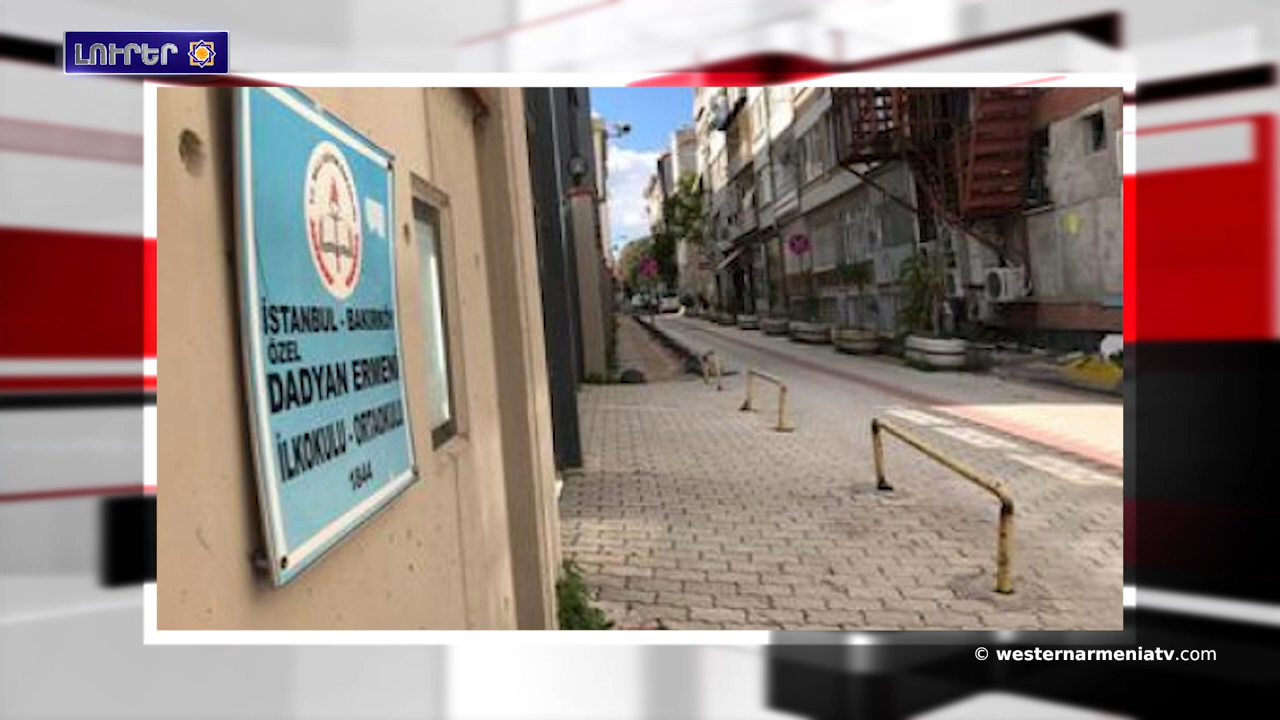 ԼՈՒՐԵՐ
İSTANBUL - BAKIRKÖY
ÖZEL
DADYAN ERMENİ
İLKOKULU - ORTAOKULU
1844
© westernarmeniatv.com